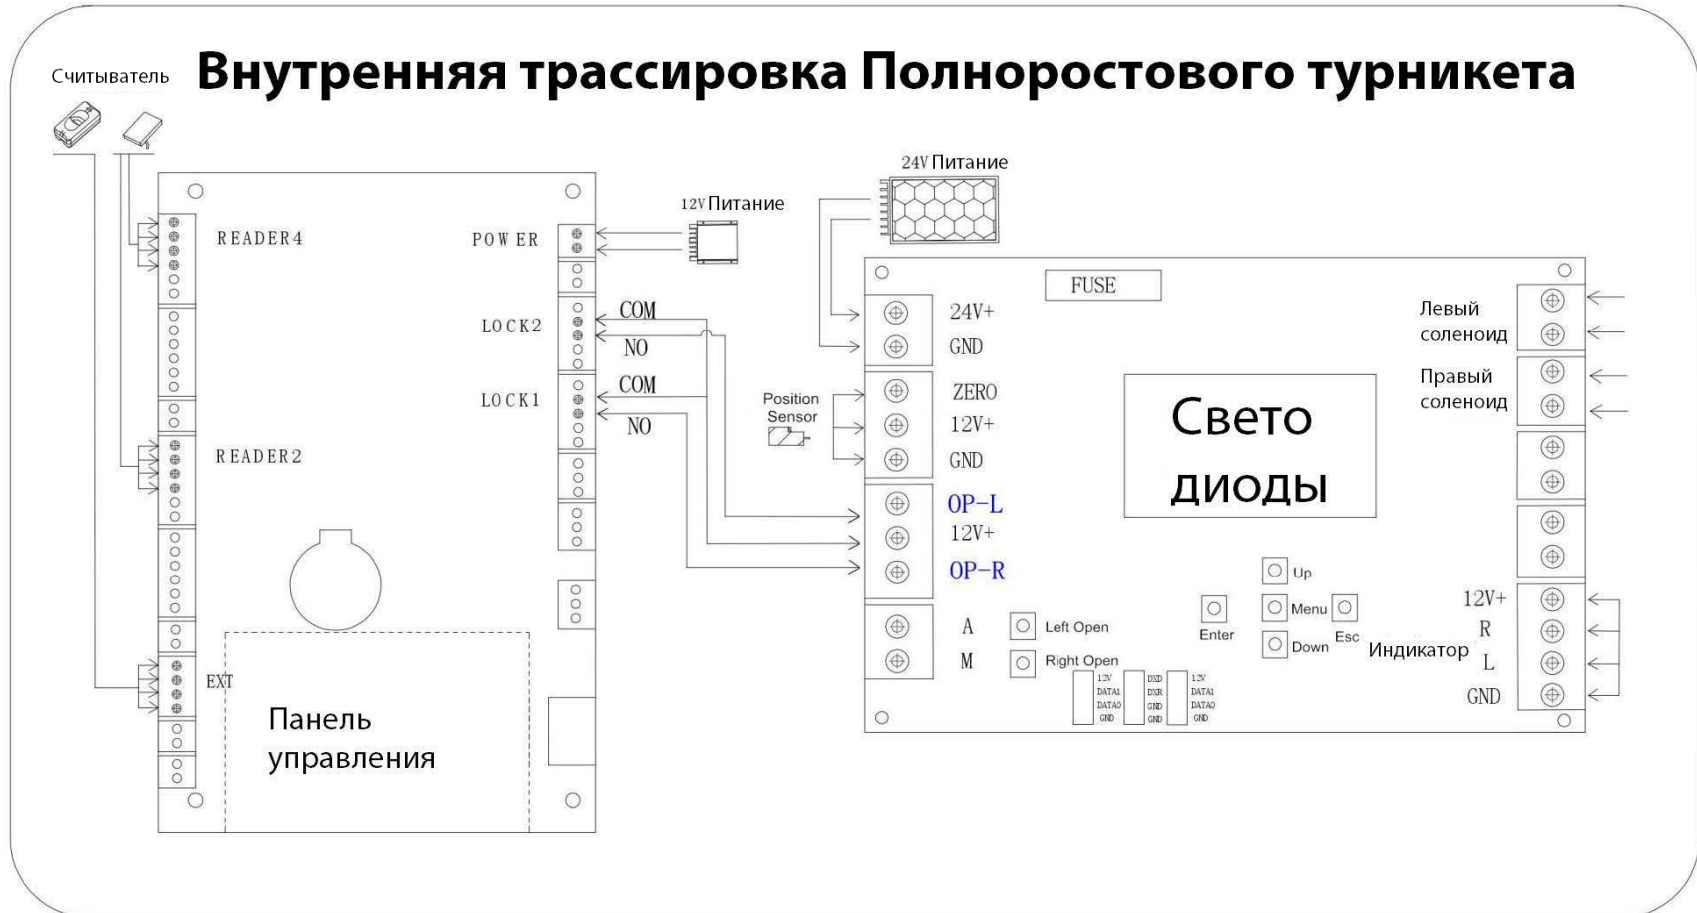 Внутренняя трассировка Полноростового турникета
Считыватель
READER4
POWER
12V Питание
LOCK2
COM
NO
LOCK1
COM
NO
READER2
EXT
Панель
управления
24V Питание
FUSE
24V+
GND
Position
Sensor
ZERO
12V+
GND
OP-L
12V+
OP-R
A
M
Left Open
Right Open
Свето
диоды
Up
Enter
Menu
Esc
Down
12V
DATA1
DATA0
GND
DXD
DXR
GND
GND
12V
DATA1
DATA0
GND
Левый
соленоид
Правый
соленоид
Индикатор
12V+
R
L
GND